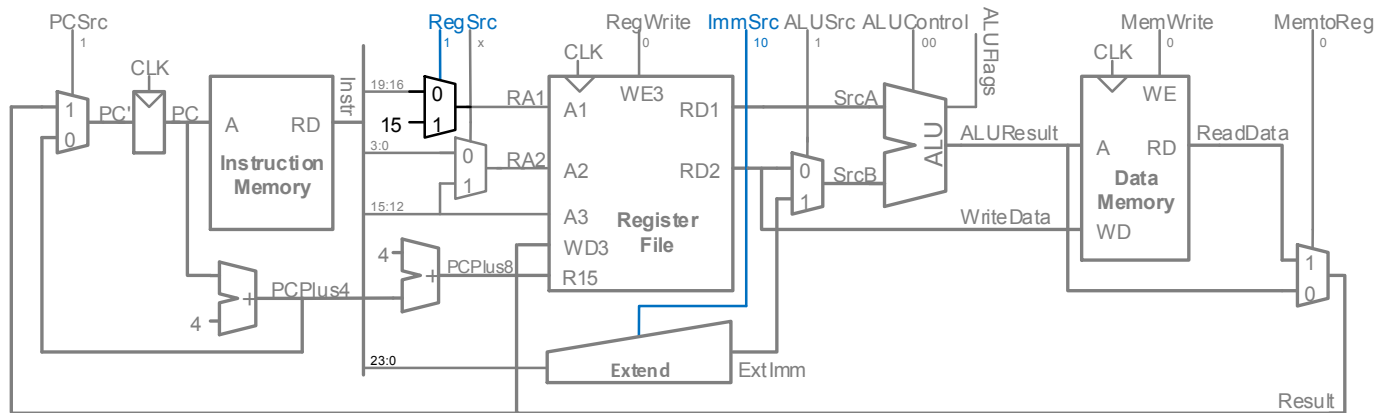 PCSrc
1
RegSrc
1 x
RegWrite
0
ImmSrc
10
ALUSrc
1
ALUControl
00
ALUFlags
MemWrite
0
MemtoReg
0
CLK
CLK
CLK
Instr
1
0
PC'
PC
A RD
Instruction
Memory
19:16
15
0
1
RA1
3:0
0
1
RA2
15:12
A1
A2
A3
WD3
R15
WE3
RD1
RD2
Register
File
SrcA
0
1
SrcB
ALU
ALUResult
WriteData
WE
A RD
Data
Memory
WD
ReadData
1
0
4
+
PCPlus4
4
+
PCPlus8
23:0
Extend
ExtImm
Result